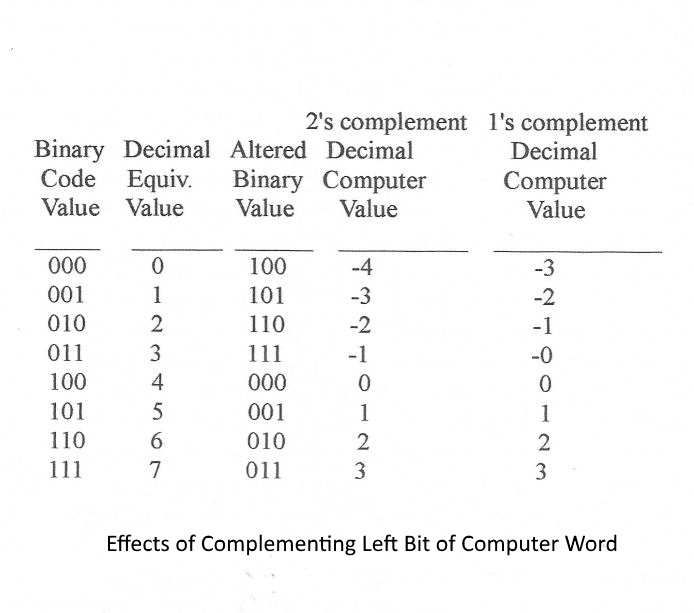 2's complement 1's complement
Binary Decimal Altered Decimal Decimal
Code Equiv. Binary Computer Computer
Value Value Value Value Value
000 0 100 -4 -3
001 1 101 -3 -2
010 2 110 -2 -1
011 3 111 -1 -0
100 4 000 0 0
101 5 001 1 1
110 6 010 2 2
111 7 011 3 3
Effects of Complementing Left Bit of Computer Word